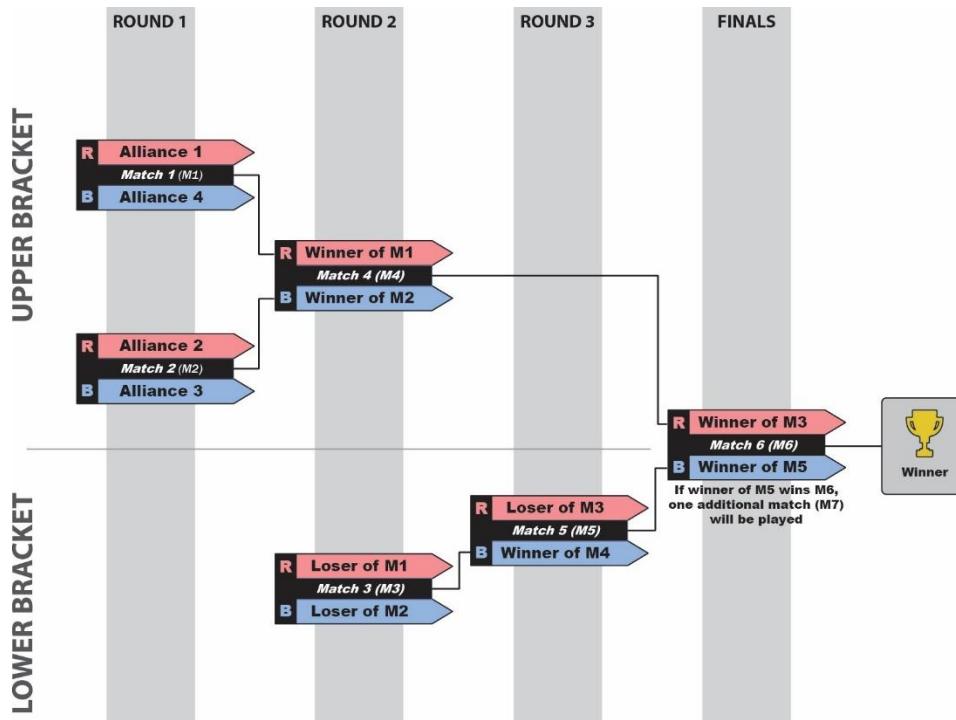 ROUND 1
ROUND 2
ROUND 3
FINALS
UPPER BRACKET
R Alliance 1
Match 1 (M1)
B Alliance 4
R Winner of M1
Match 4 (M4)
B Winner of M2
R Alliance 2
Match 2 (M2)
B Alliance 3
R Winner of M3
Match 6 (M6)
B Winner of M5
If winner of M5 wins M6,
one additional match (M7)
will be played
Winner
LOWER BRACKET
R Loser of M3
Match 5 (M5)
B Winner of M4
R Loser of M1
Match 3 (M3)
B Loser of M2